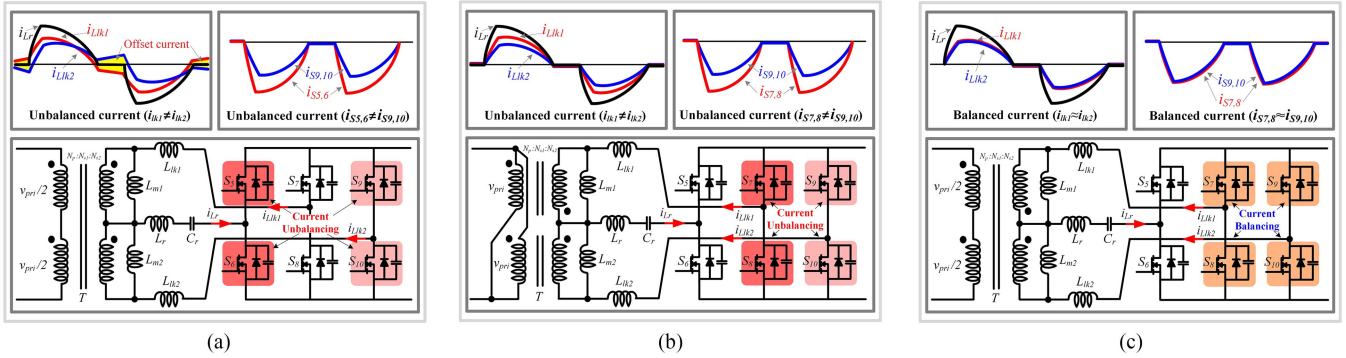 i_Lr
i_Llk1
Offset current
i_Llk2
Unbalanced current (i_lk1≠i_lk2)
i_S9,10
i_S5,6
Unbalanced current (i_S5,6≠i_S9,10)
N_p:N_s1:N_s2
v_pri/2
v_pri/2
T
L_lk1
L_m1
L_r
C_r
i_Lr
L_m2
L_lk2
S_5
S_7
S_9
i_Llk1
Current
Unbalancing
i_Llk2
S_6
S_8
S_10
(a)
i_Lr
i_Llk1
i_Llk2
Unbalanced current (i_lk1≠i_lk2)
i_S9,10
i_S7,8
Unbalanced current (i_S7,8≠i_S9,10)
N_p:N_s1:N_s2
v_pri
v_pri
T
L_lk1
L_m1
L_r
C_r
i_Lr
L_m2
L_lk2
S_5
S_7
S_9
i_Llk1
Current
Unbalancing
i_Llk2
S_6
S_8
S_10
(b)
i_Lr
i_Llk1
i_Llk2
Balanced current (i_lk1≈i_lk2)
i_S9,10
i_S7,8
Balanced current (i_S7,8≈i_S9,10)
N_p:N_s1:N_s2
v_pri/2
v_pri/2
T
L_lk1
L_m1
L_r
C_r
i_Lr
L_m2
L_lk2
S_5
S_7
S_9
i_Llk1
Current
Balancing
i_Llk2
S_6
S_8
S_10
(c)